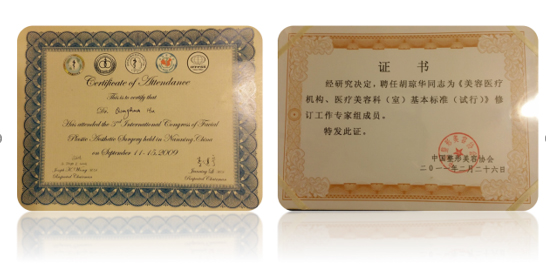 Certificate of Attendance
This is to certify that
Dr. Hu
Has attended the 3rd International Congress of Facial
Plastic Aesthetic Surgery held in Nanning China
on September 11-15.2009
证 书
经研究决定，聘任胡琼华同志为《美容医疗
机构、医疗美容科（室）基本标准（试行）》修
订工作专家组成员。
特发此证。
中国整形美容协会
二〇一一年二月二十六日